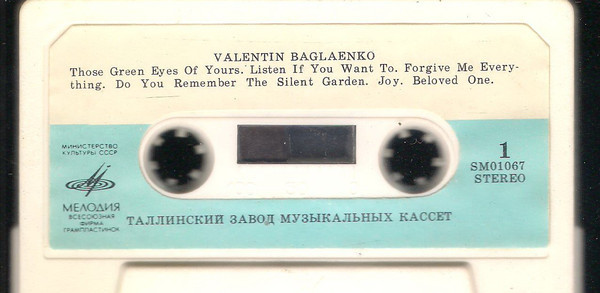 VALENTIN BAGLAENKO
Those Green Eyes Of Yours. Listen If You Want To. Forgive Me Every-
thing. Do You Remember The Silent Garden. Joy. Beloved One.
МИНИСТЕРСТВО
КУЛЬТУРЫ СССР
МЕЛОДИЯ
ВСЕСОЮЗНАЯ
ФИРМА
ГРАМПЛАСТИНОК
1
SM01067
STEREO
ТАЛЛИНСКИЙ ЗАВОД МУЗЫКАЛЬНЫХ КАССЕТ